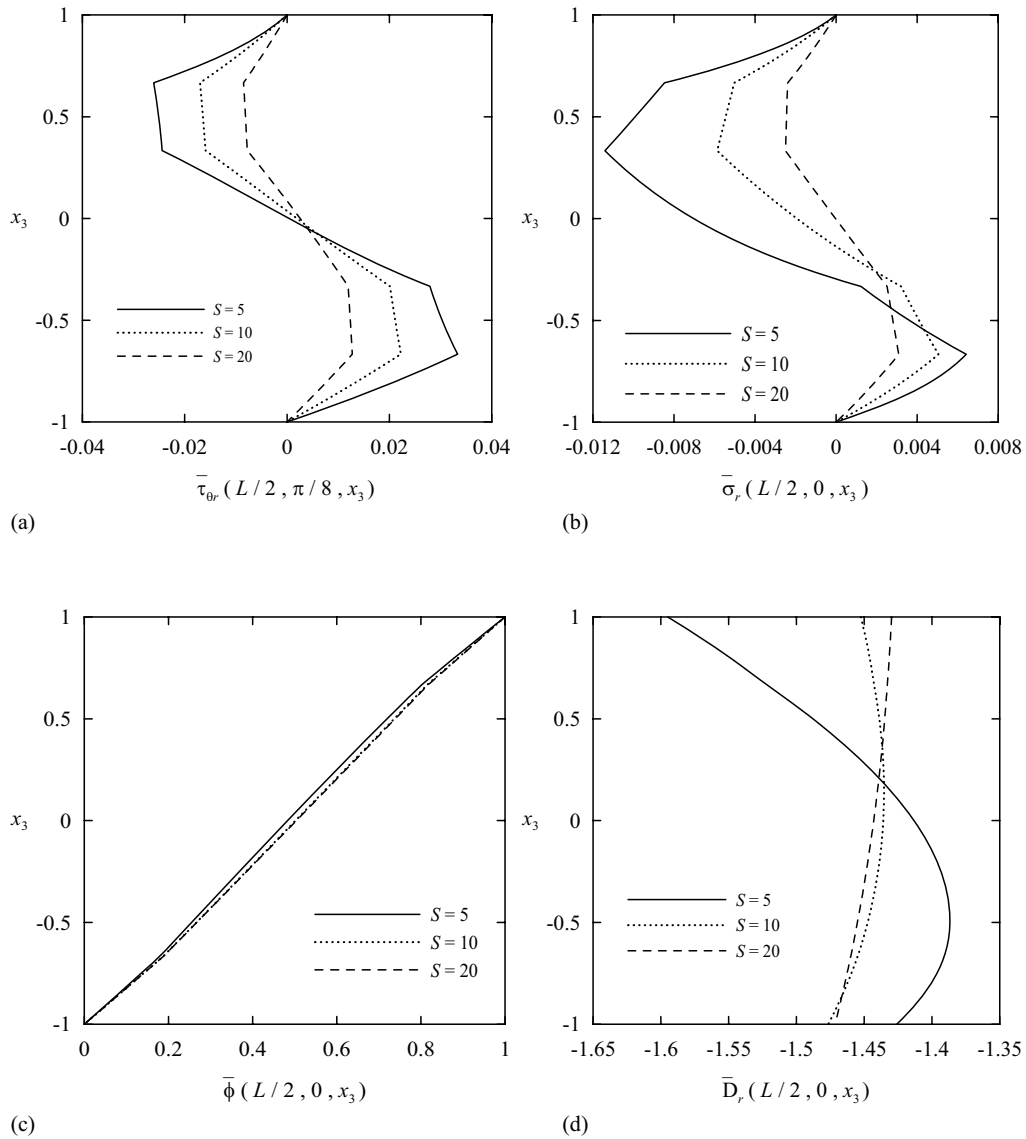 1
0.5
x₃ 0
-0.5
-1
-0.04 -0.02 0 0.02 0.04
S = 5
S = 10
S = 20
τ̅θr ( L / 2 , π / 8 , x₃ )
(a)
1
0.5
x₃ 0
-0.5
-1
-0.012 -0.008 -0.004 0 0.004 0.008
S = 5
S = 10
S = 20
σ̅r ( L / 2 , 0 , x₃ )
(b)
1
0.5
x₃ 0
-0.5
-1
0 0.2 0.4 0.6 0.8 1
S = 5
S = 10
S = 20
ϕ̅ ( L / 2 , 0 , x₃ )
(c)
1
0.5
x₃ 0
-0.5
-1
-1.65 -1.6 -1.55 -1.5 -1.45 -1.4 -1.35
S = 5
S = 10
S = 20
D̅r ( L / 2 , 0 , x₃ )
(d)